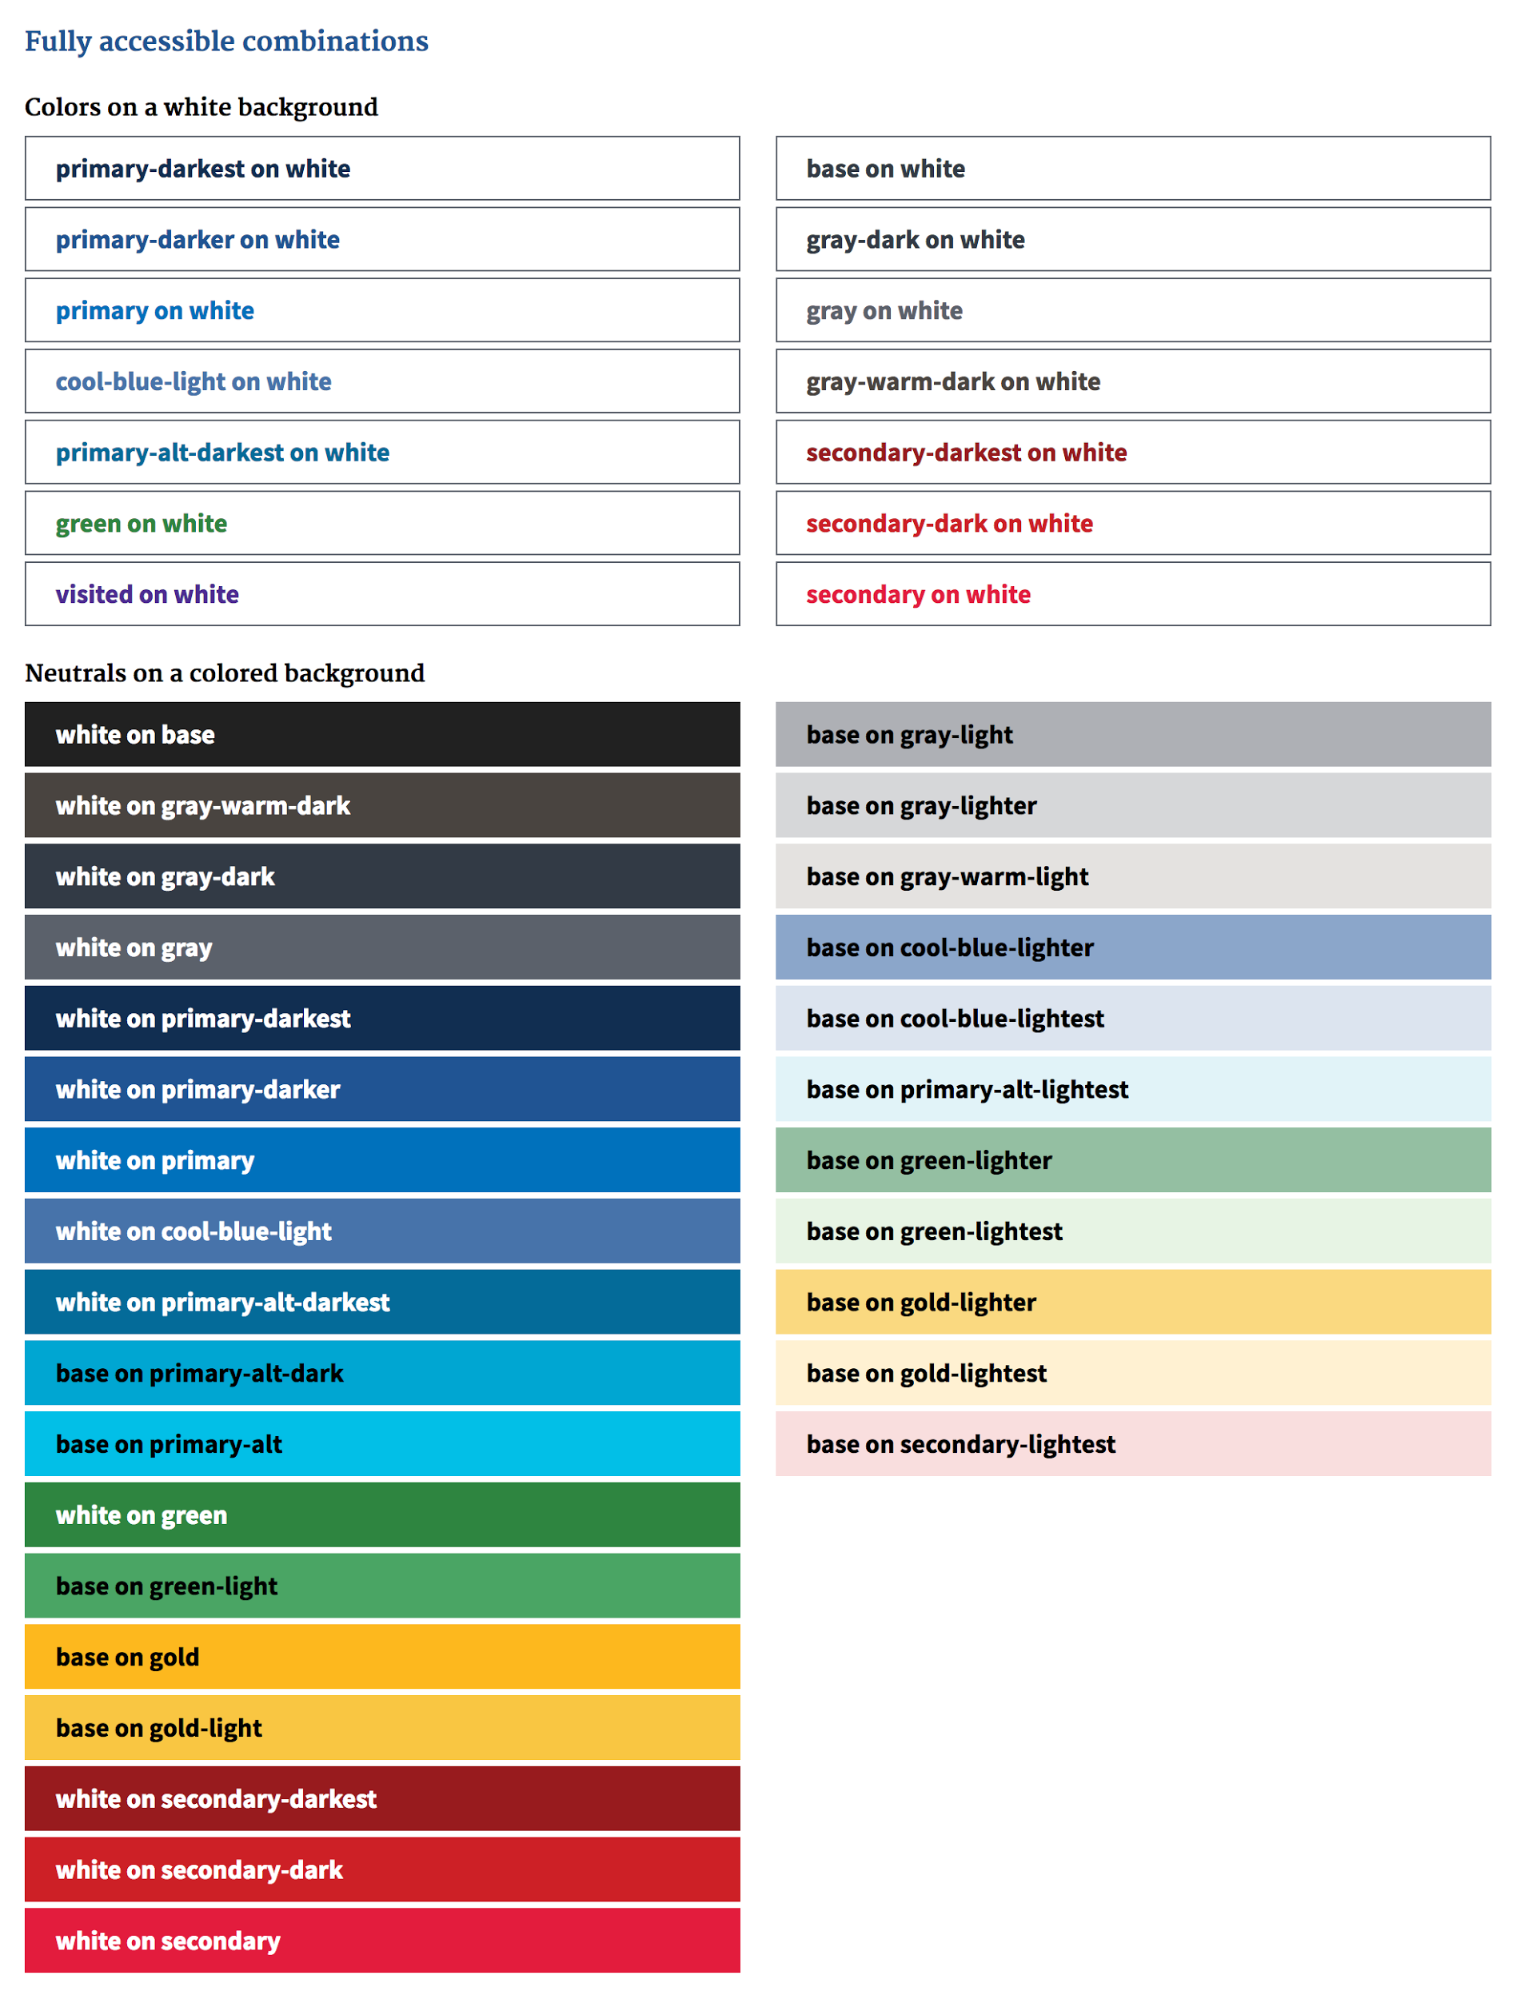 Fully accessible combinations
Colors on a white background
primary-darkest on white
primary-darker on white
primary on white
cool-blue-light on white
primary-alt-darkest on white
green on white
visited on white
base on white
gray-dark on white
gray on white
gray-warm-dark on white
secondary-darkest on white
secondary-dark on white
secondary on white
Neutrals on a colored background
white on base
white on gray-warm-dark
white on gray-dark
white on gray
white on primary-darkest
white on primary-darker
white on primary
white on cool-blue-light
white on primary-alt-darkest
base on primary-alt-dark
base on primary-alt
white on green
base on green-light
base on gold
base on gold-light
white on secondary-darkest
white on secondary-dark
white on secondary
base on gray-light
base on gray-lighter
base on gray-warm-light
base on cool-blue-lighter
base on cool-blue-lightest
base on primary-alt-lightest
base on green-lighter
base on green-lightest
base on gold-lighter
base on gold-lightest
base on secondary-lightest